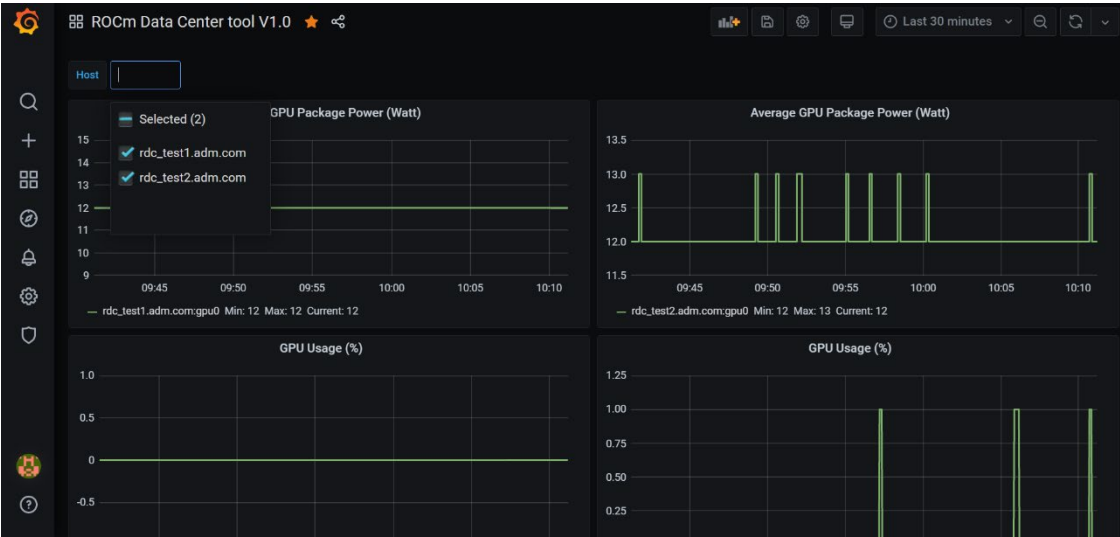 ROCm Data Center tool V1.0
Last 30 minutes
Host
Selected (2)
rdc_test1.adm.com
rdc_test2.adm.com
GPU Package Power (Watt)
15
14
13
12
11
10
9
09:45 09:50 09:55 10:00 10:05 10:10
rdc_test1.adm.com:gpu0 Min: 12 Max: 12 Current: 12
Average GPU Package Power (Watt)
13.5
13.0
12.5
12.0
11.5
09:45 09:50 09:55 10:00 10:05 10:10
rdc_test2.adm.com:gpu0 Min: 12 Max: 13 Current: 12
GPU Usage (%)
1.0
0.5
0
-0.5
GPU Usage (%)
1.25
1.00
0.75
0.50
0.25